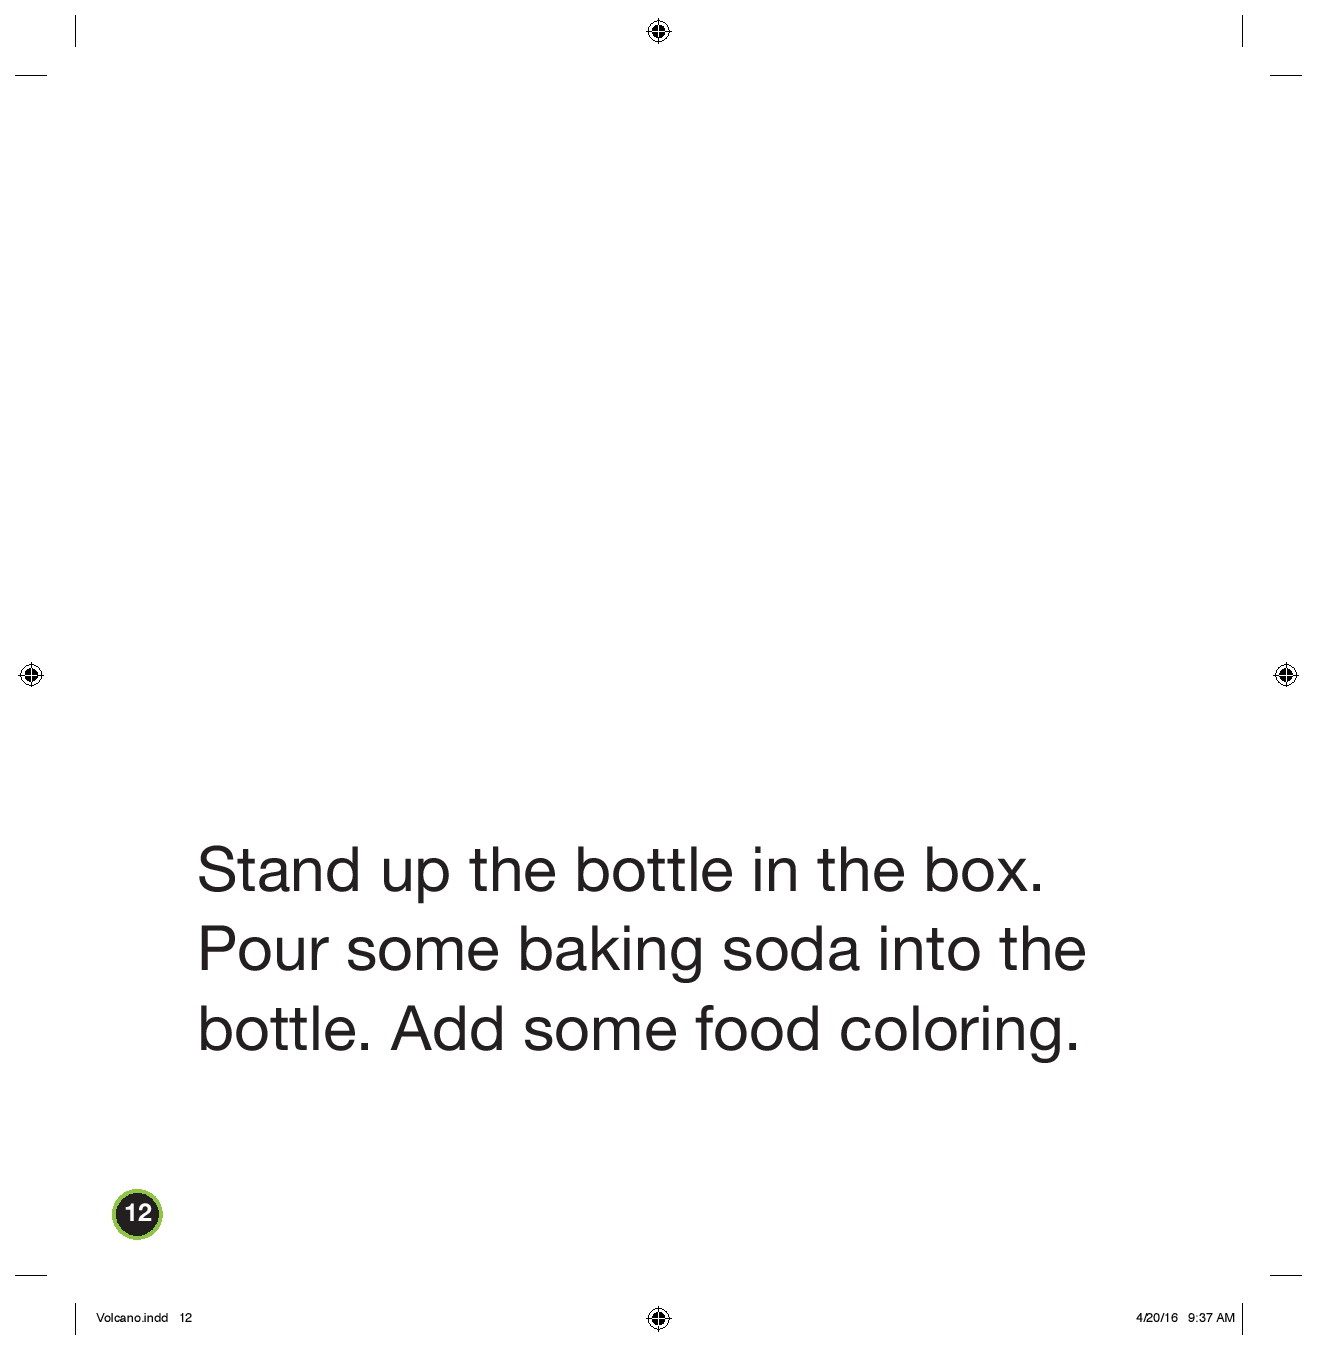 Stand up the bottle in the box.
Pour some baking soda into the
bottle. Add some food coloring.
12
Volcano.indd 12
4/20/16 9:37 AM